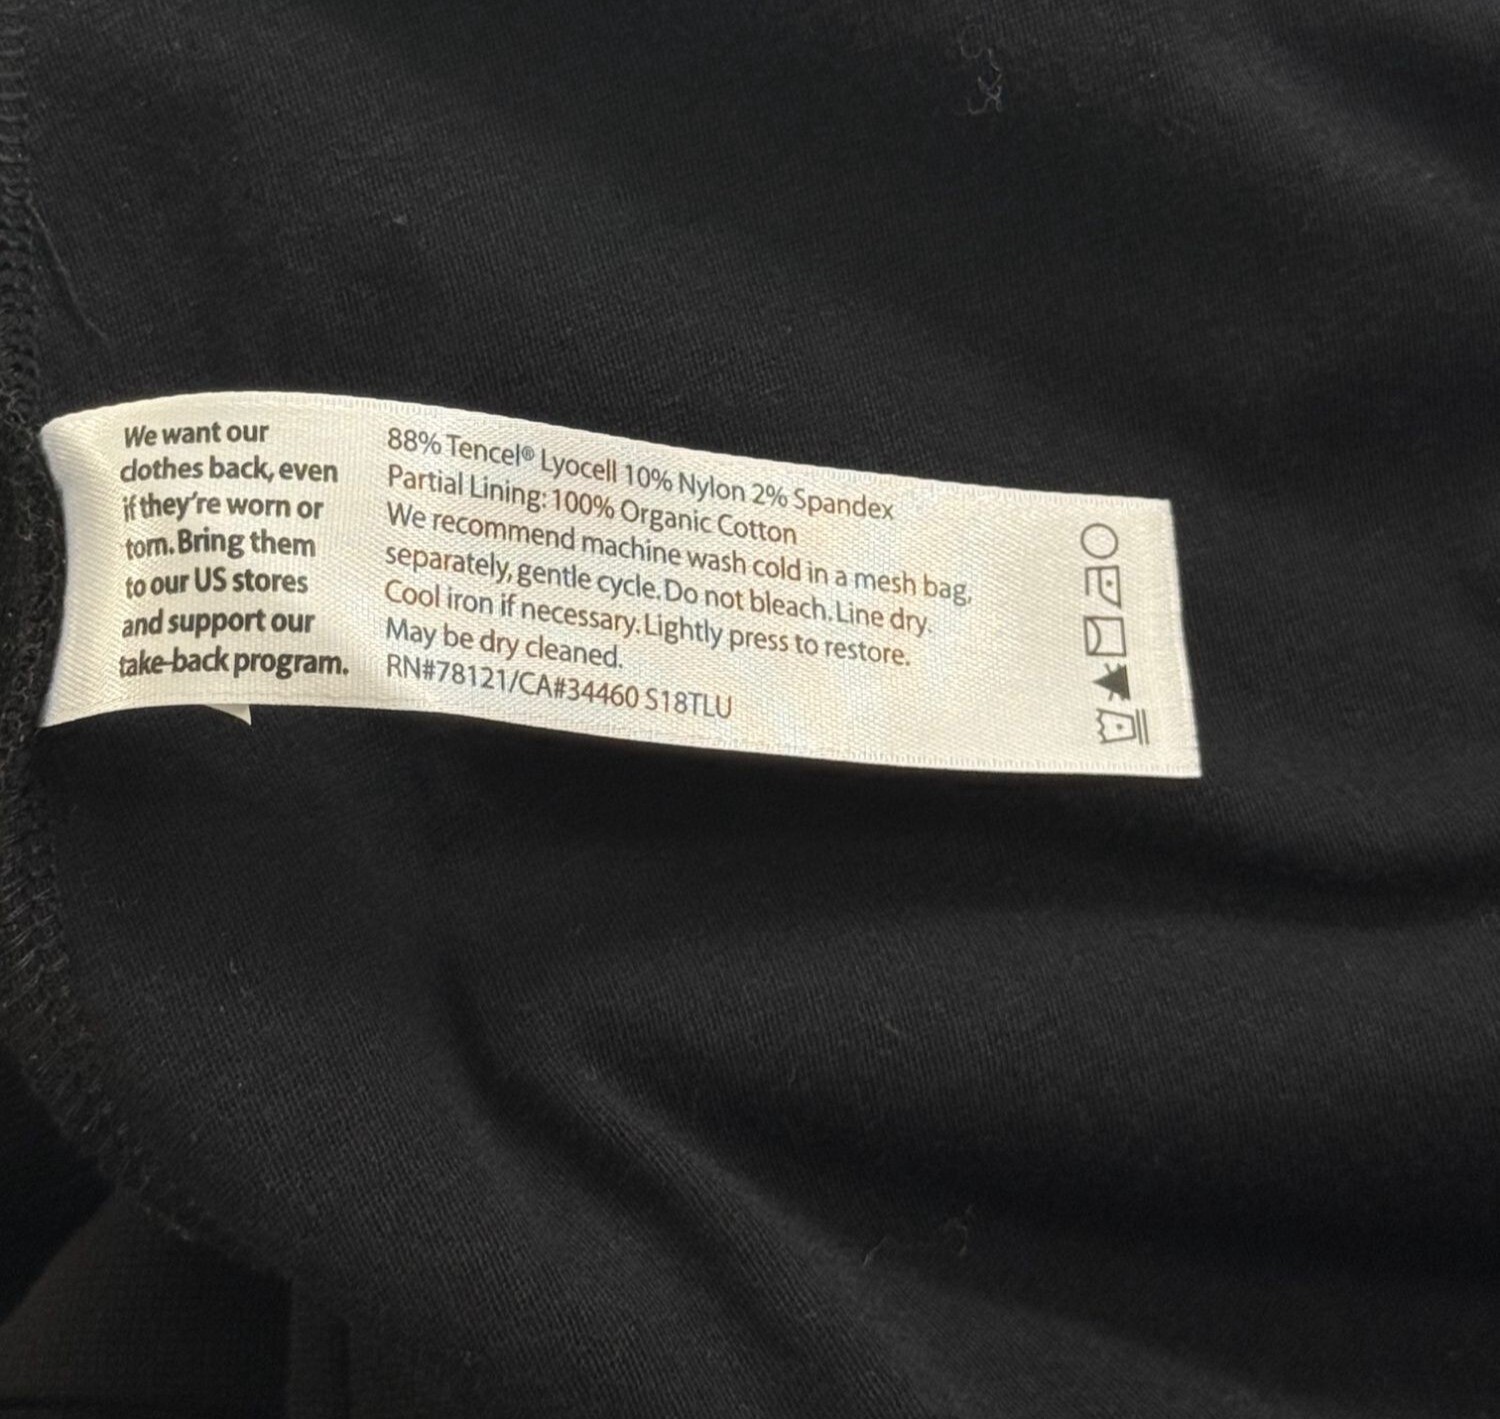 We want our
clothes back, even
if they're worn or
torn. Bring them
to our US stores
and support our
take-back program.
88% Tencel® Lyocell 10% Nylon 2% Spandex
Partial Lining: 100% Organic Cotton
We recommend machine wash cold in a mesh bag,
separately, gentle cycle. Do not bleach. Line dry.
Cool iron if necessary. Lightly press to restore.
May be dry cleaned.
RN#78121/CA#34460 S18TLU